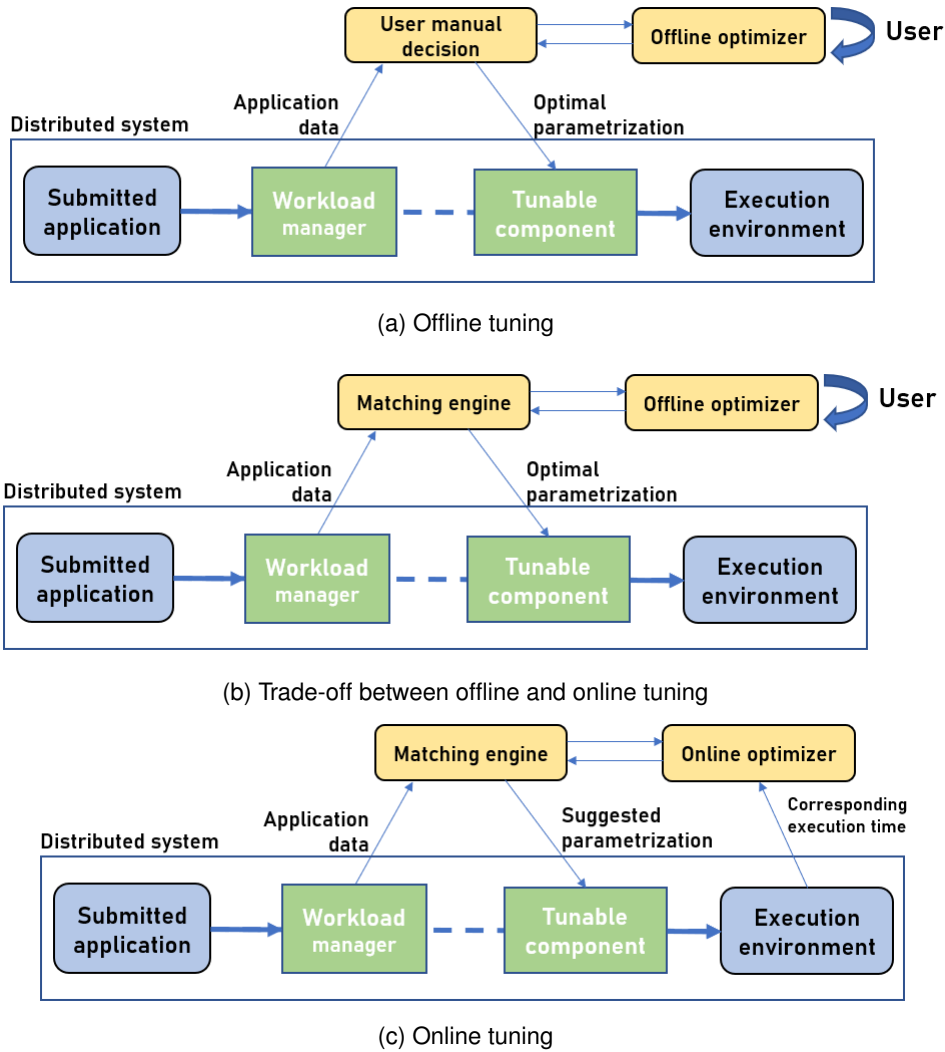 User manual
decision
Offline optimizer
User
Application
data
Optimal
parametrization
Distributed system
Submitted
application
Workload
manager
Tunable
component
Execution
environment
(a) Offline tuning
Matching engine
Offline optimizer
User
Application
data
Optimal
parametrization
Distributed system
Submitted
application
Workload
manager
Tunable
component
Execution
environment
(b) Trade-off between offline and online tuning
Matching engine
Online optimizer
Application
data
Suggested
parametrization
Corresponding
execution time
Distributed system
Submitted
application
Workload
manager
Tunable
component
Execution
environment
(c) Online tuning